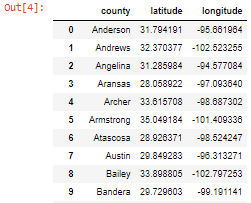 Out[4]:
county latitude longitude
0 Anderson 31.794191 -95.661964
1 Andrews 32.370377 -102.523255
2 Angelina 31.285984 -94.577084
3 Aransas 28.058922 -97.093640
4 Archer 33.615708 -98.687302
5 Armstrong 35.049184 -101.409336
6 Atascosa 28.926371 -98.524247
7 Austin 29.849283 -96.313271
8 Bailey 33.898805 -102.797253
9 Bandera 29.729603 -99.191141